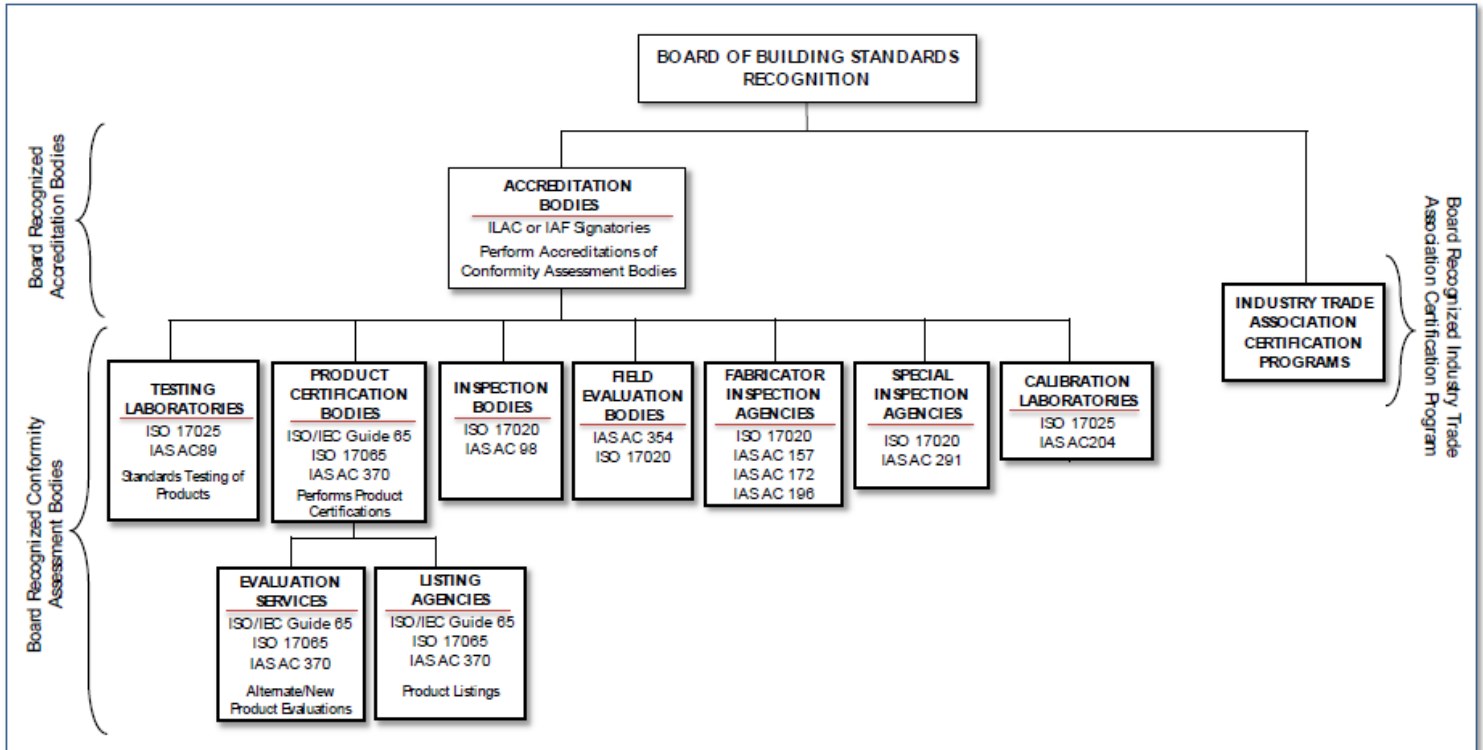 BOARD OF BUILDING STANDARDS
RECOGNITION
Board Recognized
Accreditation Bodies
ACCREDITATION
BODIES
ILAC or IAF Signatories
Perform Accreditations of
Conformity Assessment Bodies
Board Recognized Industry Trade
Association Certification Program
INDUSTRY TRADE
ASSOCIATION
CERTIFICATION
PROGRAMS
Board Recognized Conformity
Assessment Bodies
TESTING
LABORATORIES
ISO 17025
IAS AC89
Standards Testing of
Products
PRODUCT
CERTIFICATION
BODIES
ISO/IEC Guide 65
ISO 17065
IAS AC 370
Performs Product
Certifications
INSPECTION
BODIES
ISO 17020
IAS AC 98
FIELD
EVALUATION
BODIES
IAS AC 354
ISO 17020
FABRICATOR
INSPECTION
AGENCIES
ISO 17020
IAS AC 157
IAS AC 172
IAS AC 196
SPECIAL
INSPECTION
AGENCIES
ISO 17020
IAS AC 291
CALIBRATION
LABORATORIES
ISO 17025
IAS AC204
EVALUATION
SERVICES
ISO/IEC Guide 65
ISO 17065
IAS AC 370
Alternate/New
Product Evaluations
LISTING
AGENCIES
ISO/IEC Guide 65
ISO 17065
IAS AC 370
Product Listings